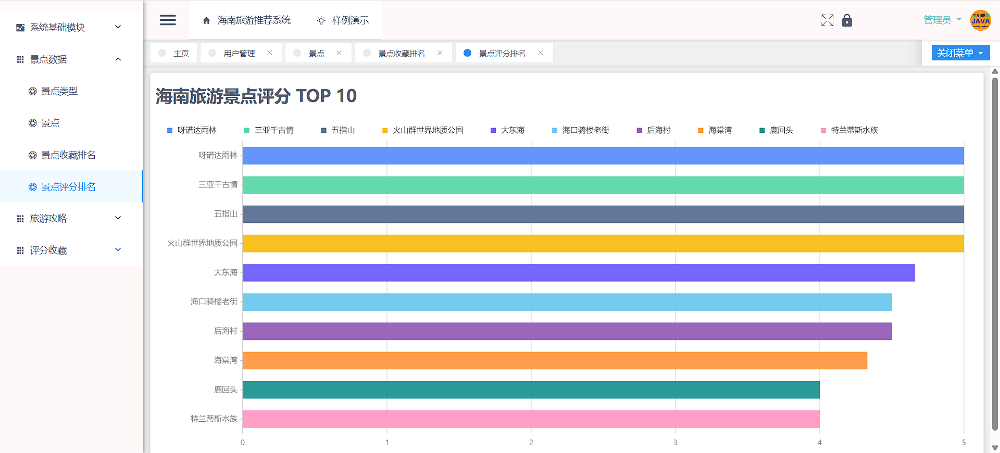 系统基础模块
景点数据
景点类型
景点
景点收藏排名
景点评分排名
旅游攻略
评分收藏
海南旅游推荐系统 样例演示 管理员
JAVA
主页 用户管理 景点 景点收藏排名 景点评分排名 关闭菜单
海南旅游景点评分 TOP 10
呀诺达雨林 三亚千古情 五指山 火山群世界地质公园 大东海 海口骑楼老街 后海村 海棠湾 鹿回头 特兰蒂斯水族
呀诺达雨林
三亚千古情
五指山
火山群世界地质公园
大东海
海口骑楼老街
后海村
海棠湾
鹿回头
特兰蒂斯水族
0 1 2 3 4 5